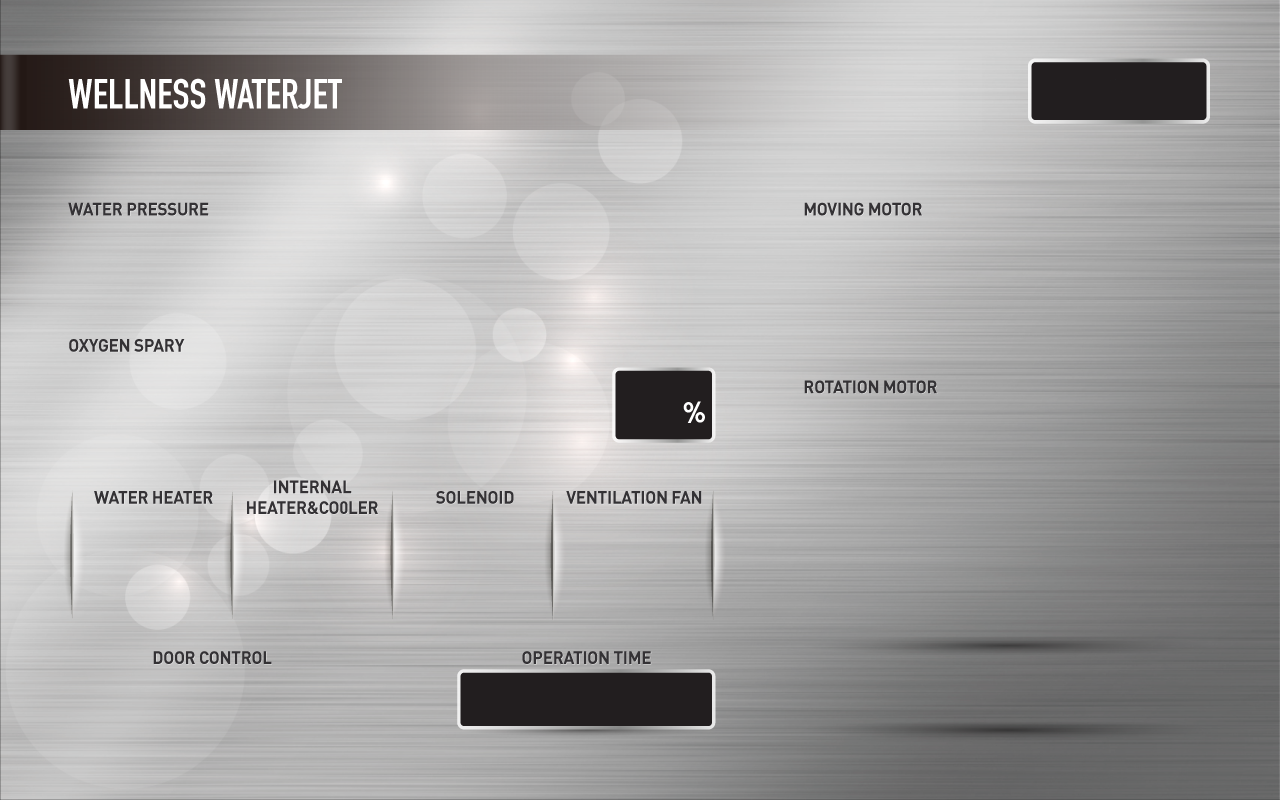 WELLNESS WATERJET
WATER PRESSURE
MOVING MOTOR
OXYGEN SPARY
ROTATION MOTOR
%
WATER HEATER
INTERNAL
HEATER&COOLER
SOLENOID
VENTILATION FAN
DOOR CONTROL
OPERATION TIME